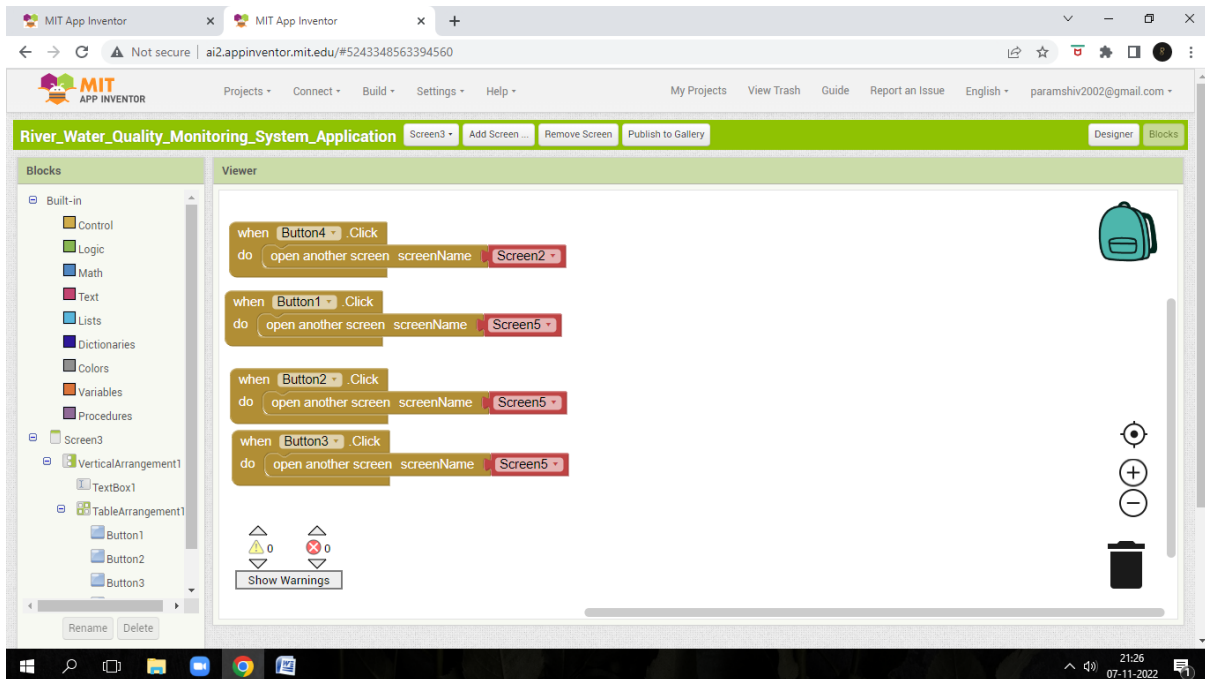 MIT App Inventor
MIT App Inventor
Not secure | ai2.appinventor.mit.edu/#5243348563394560
MIT
APP INVENTOR
Projects Connect Build Settings Help My Projects View Trash Guide Report an Issue English paramshiv2002@gmail.com
River_Water_Quality_Monitoring_System_Application Screen3 Add Screen ... Remove Screen Publish to Gallery Designer Blocks
Blocks
Viewer
Built-in
Control
Logic
Math
Text
Lists
Dictionaries
Colors
Variables
Procedures
Screen3
VerticalArrangement1
TextBox1
TableArrangement1
Button1
Button2
Button3
Rename Delete
when Button4 .Click
do open another screen screenName Screen2
when Button1 .Click
do open another screen screenName Screen5
when Button2 .Click
do open another screen screenName Screen5
when Button3 .Click
do open another screen screenName Screen5
0 0
Show Warnings
21:26
07-11-2022